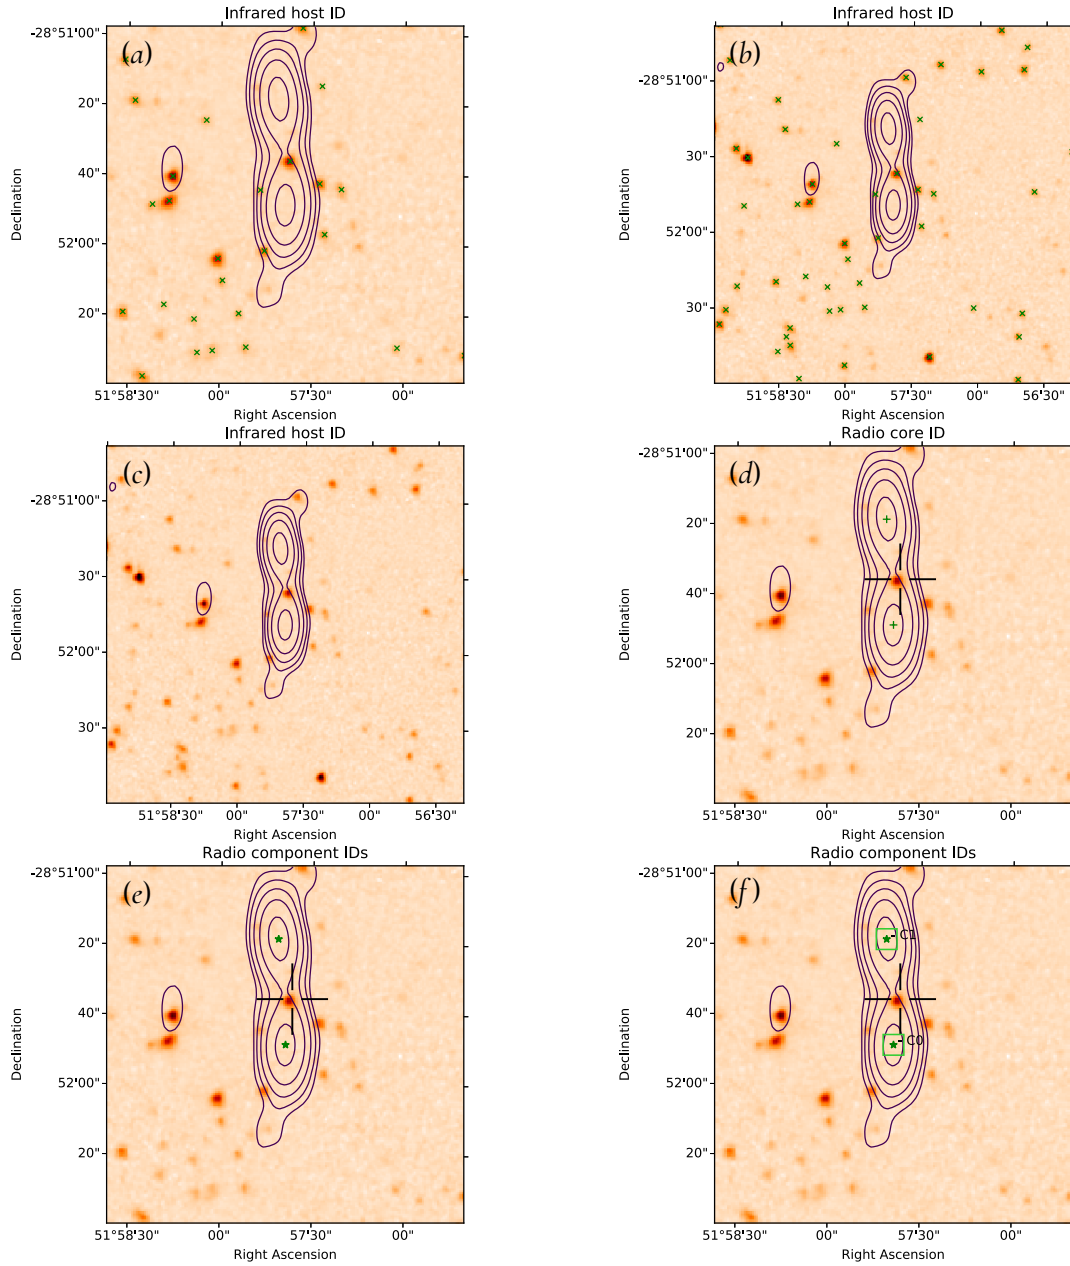 Infrared host ID
(a)
-28°51'00"
20"
40"
52'00"
20"
Declination
51°58'30" 00" 57'30" 00"
Right Ascension
Infrared host ID
(b)
-28°51'00"
30"
52'00"
30"
Declination
51°58'30" 00" 57'30" 00" 56'30"
Right Ascension
Infrared host ID
(c)
-28°51'00"
30"
52'00"
30"
Declination
51°58'30" 00" 57'30" 00" 56'30"
Right Ascension
Radio core ID
(d)
-28°51'00"
20"
40"
52'00"
20"
Declination
51°58'30" 00" 57'30" 00"
Right Ascension
Radio component IDs
(e)
-28°51'00"
20"
40"
52'00"
20"
Declination
51°58'30" 00" 57'30" 00"
Right Ascension
Radio component IDs
(f)
-28°51'00"
C1
20"
40"
C0
52'00"
20"
Declination
51°58'30" 00" 57'30" 00"
Right Ascension